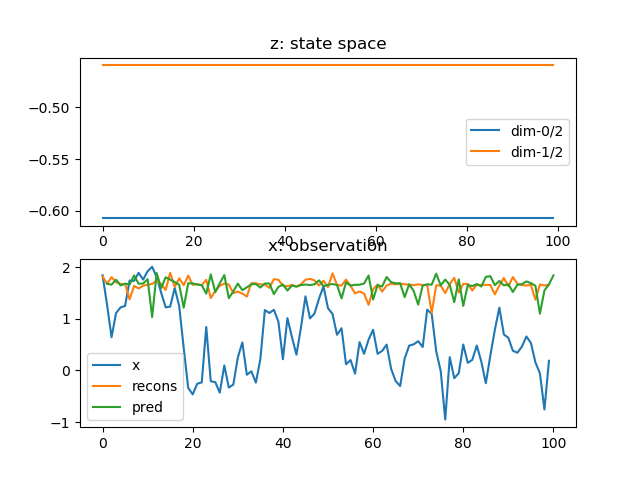 z: state space
−0.50
−0.55
−0.60
dim-0/2
dim-1/2
0 20 40 60 80 100
x: observation
2
1
0
−1
x
recons
pred
0 20 40 60 80 100